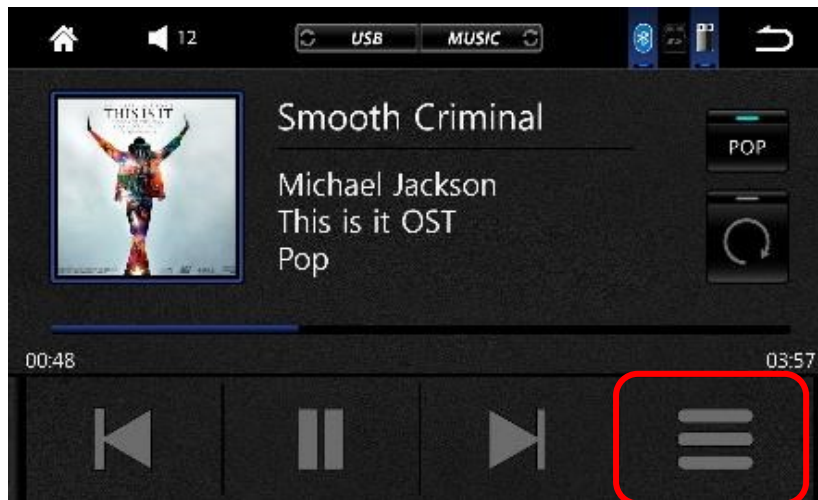 12
USB MUSIC
THIS IS IT
Smooth Criminal
POP
Michael Jackson
This is it OST
Pop
00:48
03:57